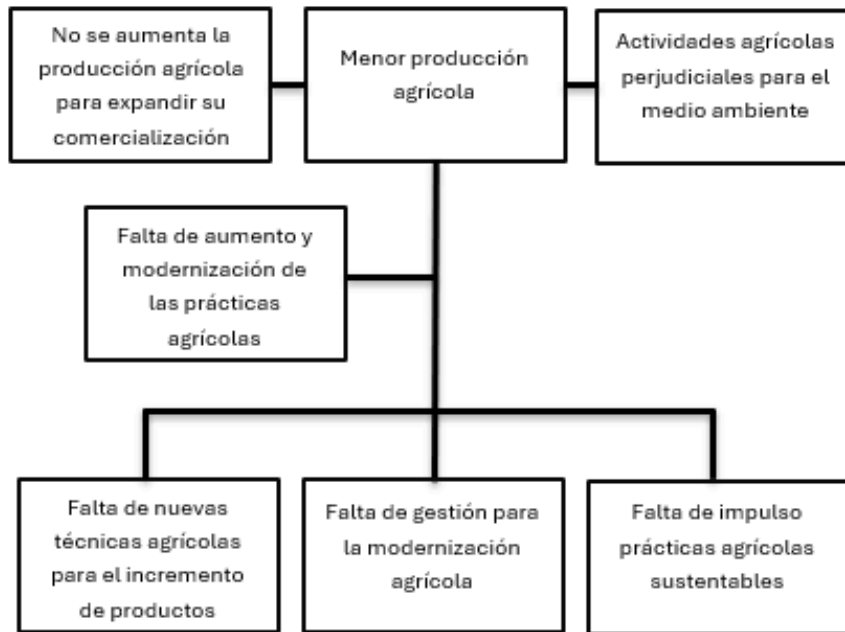 No se aumenta la
producción agrícola
para expandir su
comercialización
Menor producción
agrícola
Actividades agrícolas
perjudiciales para el
medio ambiente
Falta de aumento y
modernización de
las prácticas
agrícolas
Falta de nuevas
técnicas agrícolas
para el incremento
de productos
Falta de gestión para
la modernización
agrícola
Falta de impulso
prácticas agrícolas
sustentables